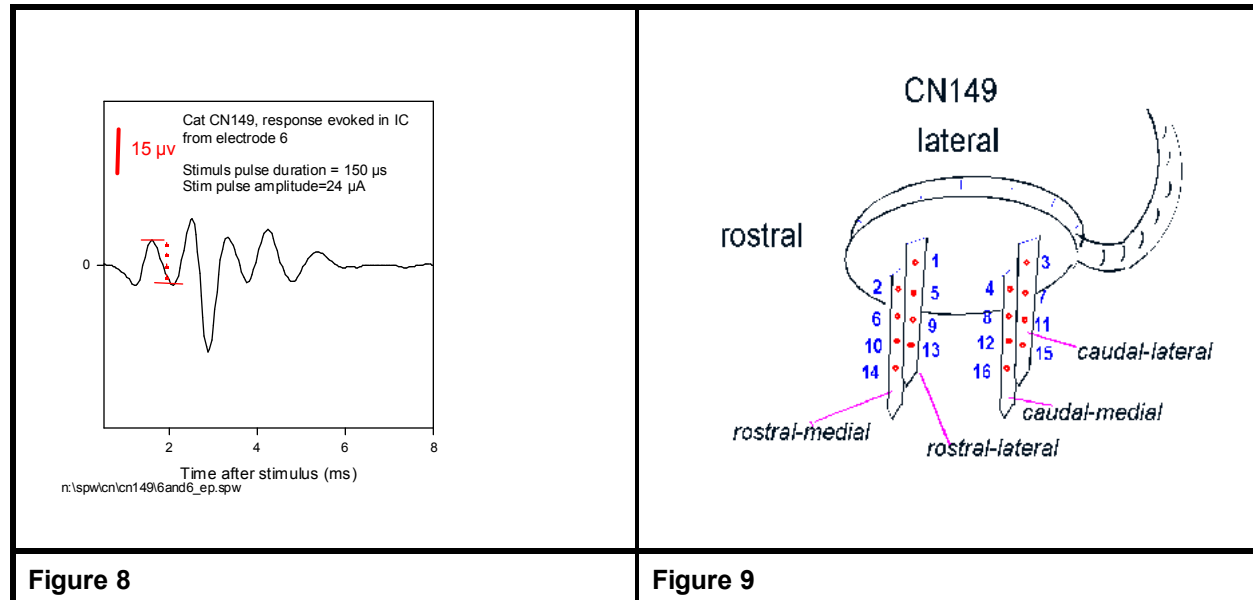 Cat CN149, response evoked in IC
from electrode 6
15 µv
Stimuls pulse duration = 150 µs
Stim pulse amplitude=24 µA
0
2 4 6 8
Time after stimulus (ms)
n:\spw\cn\cn149\6and6_ep.spw
Figure 8
CN149
lateral
rostral
1 3
2 5 4 7
6 9 8 11
10 13 12 15
14 16
caudal-lateral
caudal-medial
rostral-medial
rostral-lateral
Figure 9